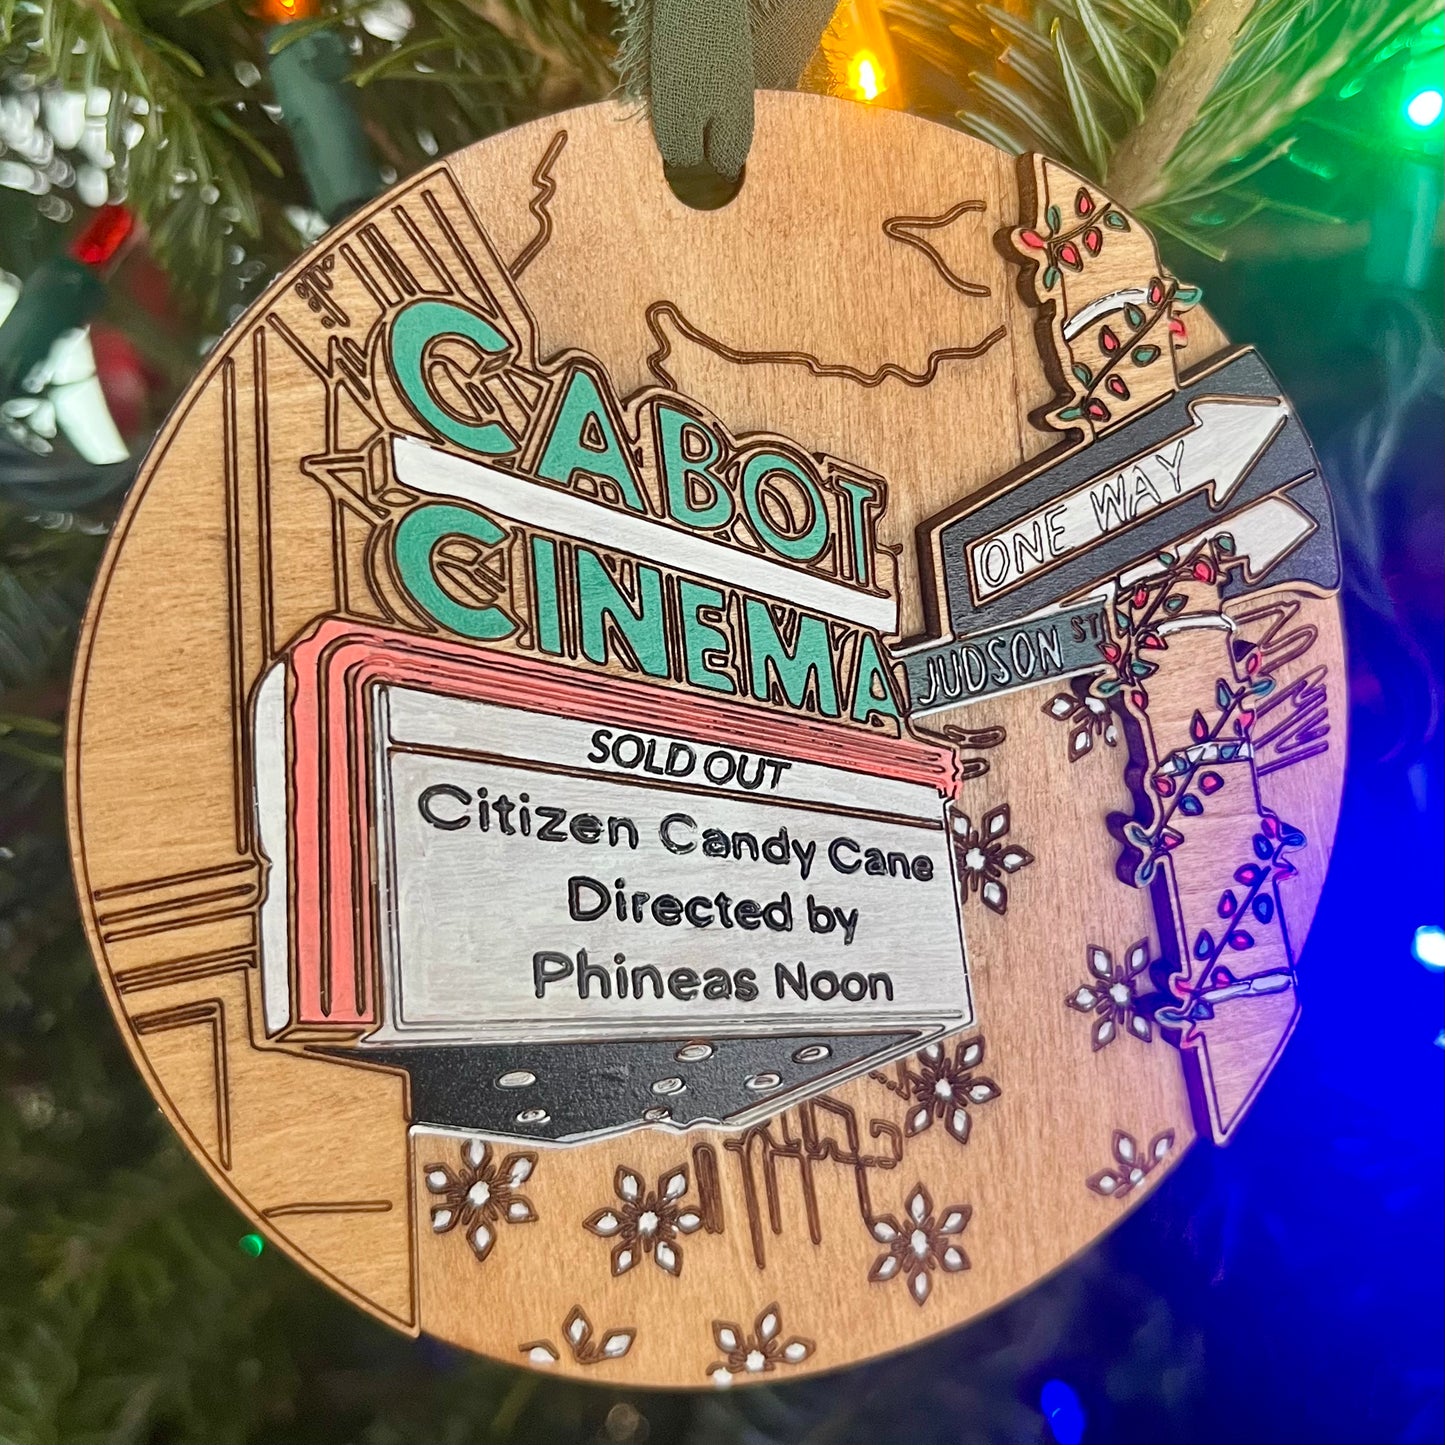 CABOT
CINEMA
ONE WAY
JUDSON ST
SOLD OUT
Citizen Candy Cane
Directed by
Phineas Noon